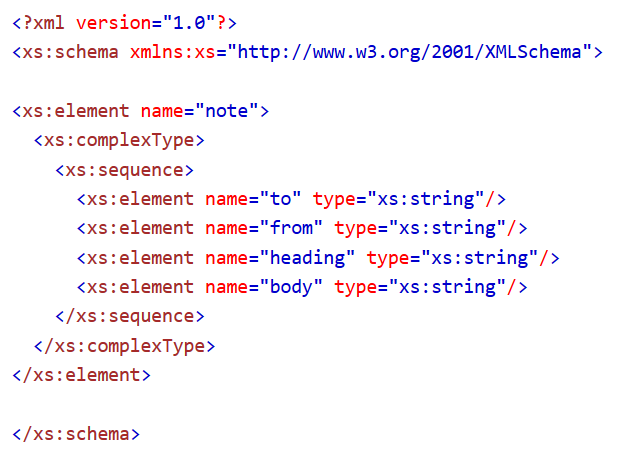 <?xml version="1.0"?>
<xs:schema xmlns:xs="http://www.w3.org/2001/XMLSchema">

<xs:element name="note">
  <xs:complexType>
    <xs:sequence>
      <xs:element name="to" type="xs:string"/>
      <xs:element name="from" type="xs:string"/>
      <xs:element name="heading" type="xs:string"/>
      <xs:element name="body" type="xs:string"/>
    </xs:sequence>
  </xs:complexType>
</xs:element>

</xs:schema>